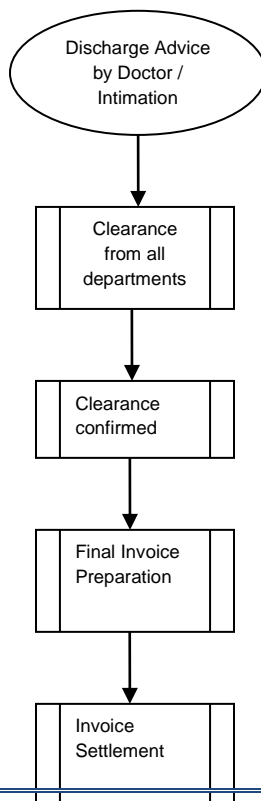 Discharge Advice
by Doctor /
Intimation
Clearance
from all
departments
Clearance
confirmed
Final Invoice
Preparation
Invoice
Settlement